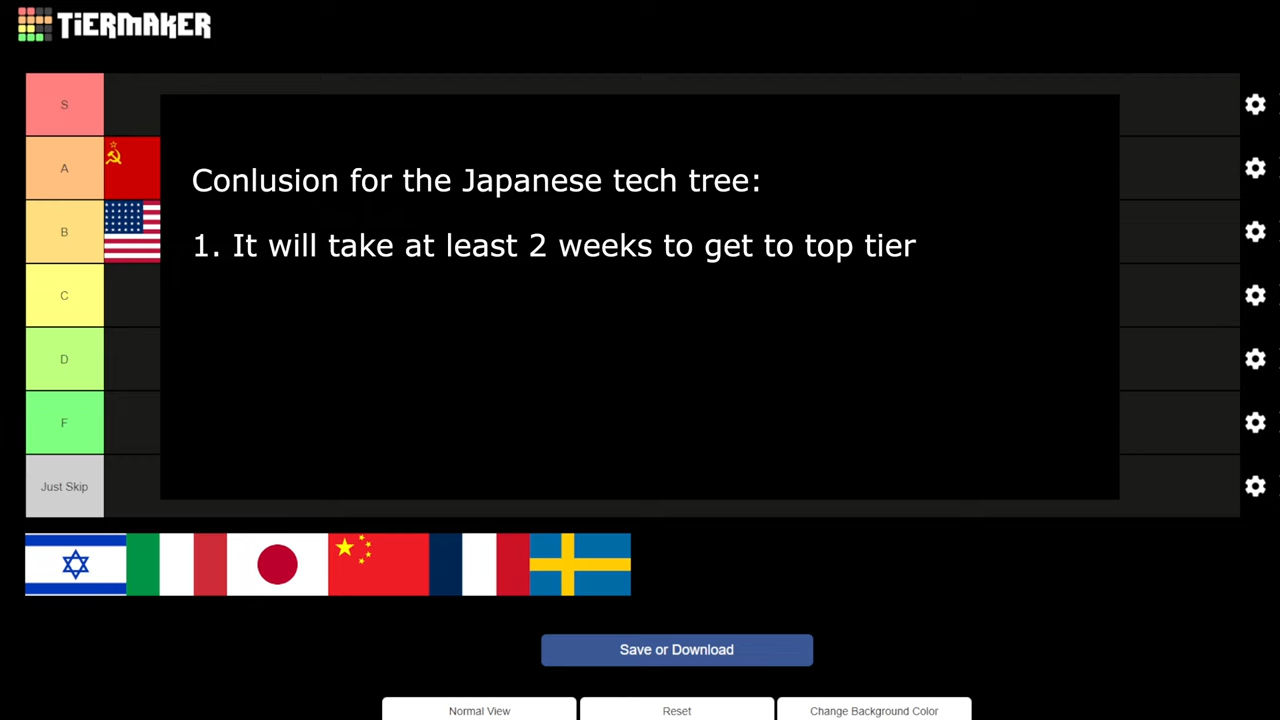 TiERMAKER
S
A
Conlusion for the Japanese tech tree:
B
1. It will take at least 2 weeks to get to top tier
C
D
F
Just Skip
Save or Download
Normal View
Reset
Change Background Color